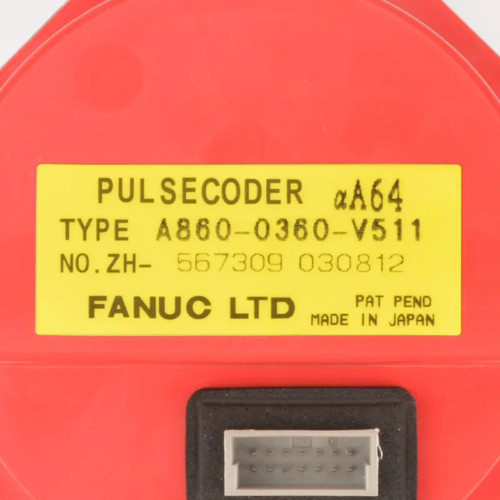 PULSECODER αA64
TYPE A860-0360-V511
NO.ZH- 567309 030812
FANUC LTD PAT PEND
MADE IN JAPAN